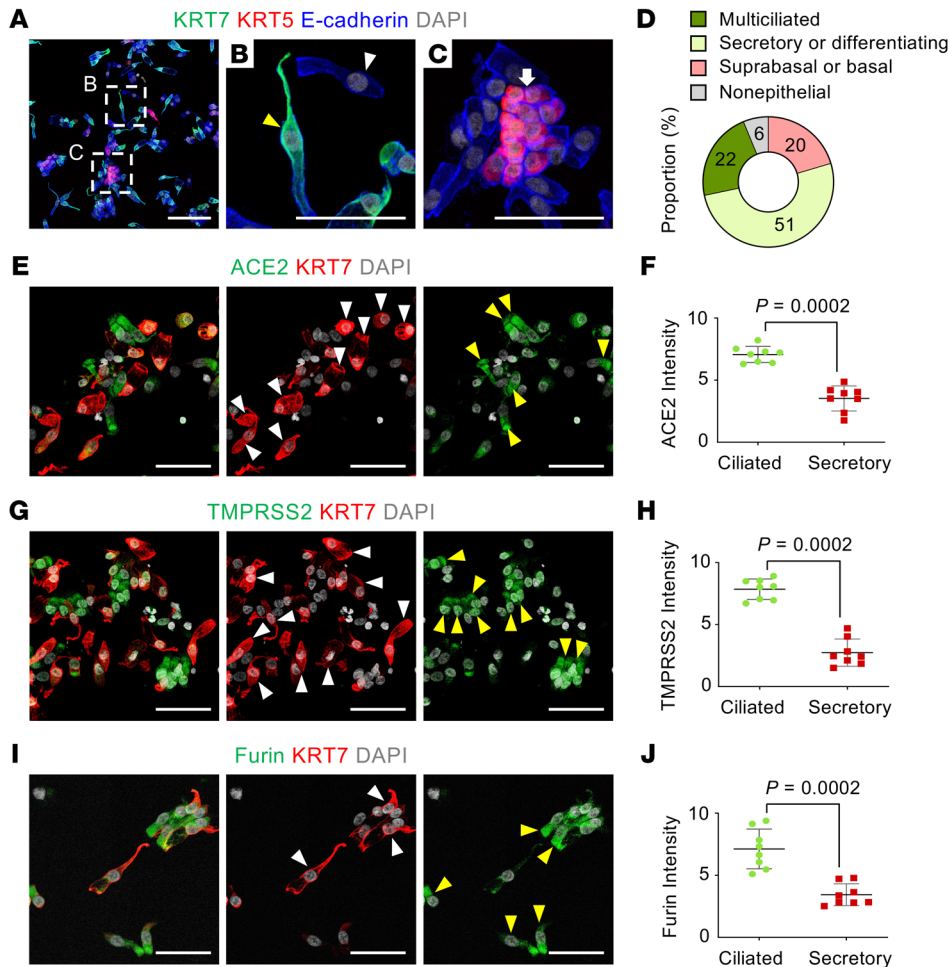 A
KRT7 KRT5 E-cadherin DAPI
B
C
B
C
D
Multiciliated
Secretory or differentiating
Suprabasal or basal
Nonepithelial
Proportion (%)
6
20
22
51
E
ACE2 KRT7 DAPI
F
P = 0.0002
ACE2 Intensity
10
5
0
Ciliated Secretory
G
TMPRSS2 KRT7 DAPI
H
P = 0.0002
TMPRSS2 Intensity
10
5
0
Ciliated Secretory
I
Furin KRT7 DAPI
J
P = 0.0002
Furin Intensity
10
5
0
Ciliated Secretory